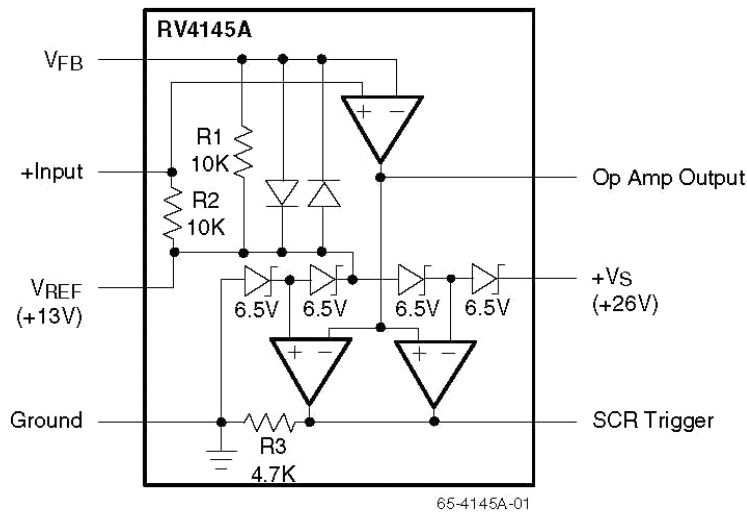 RV4145A
VFB
+
−
R1
10K
+Input
Op Amp Output
R2
10K
VREF
(+13V)
6.5V
6.5V
6.5V
6.5V
+VS
(+26V)
+
−
+
−
Ground
SCR Trigger
R3
4.7K
65-4145A-01